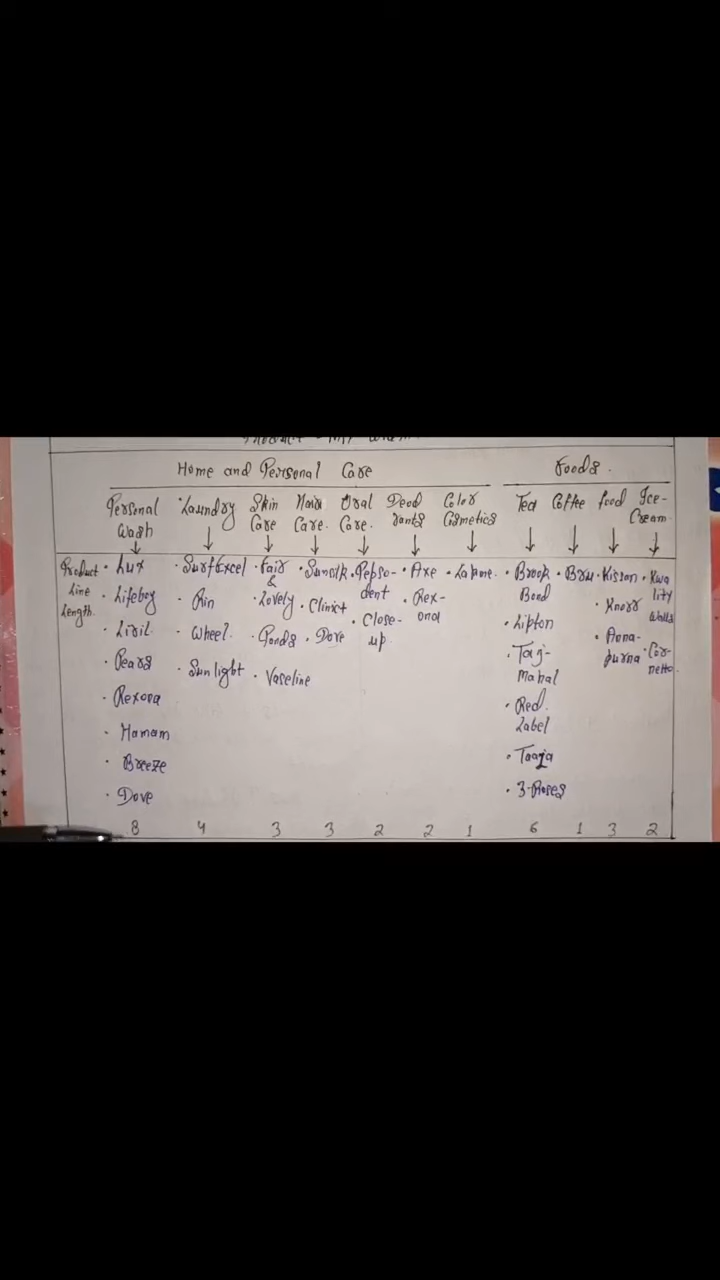 Home and Personal Care
Foods.
Personal Wash
Laundry
Skin Care
Hair Care.
Oral Care.
Deodorants
Color Cosmetics
Tea
Coffee
food
Ice-Cream.
Product Line Length.
• Lux
• Lifeboy
• Liril
• Pears
• Rexona
• Hamam
• Breeze
• Dove
8
• Surf Excel
• Rin
• Wheel.
• Sunlight
4
• Fair & Lovely
• Ponds
• Vaseline
3
• Sunsilk
• Clinic+
• Dove
3
• Pepsodent
• Close-up.
2
• Axe
• Rexona
2
• Lakme.
1
• Brook Bond
• Lipton
• Taj-Mahal
• Red Label
• Taaja
• 3-Roses
6
• Bru
1
• Kissan
• Knorr
• Annapurna
3
• Kwality Walls
• Cornetto.
2